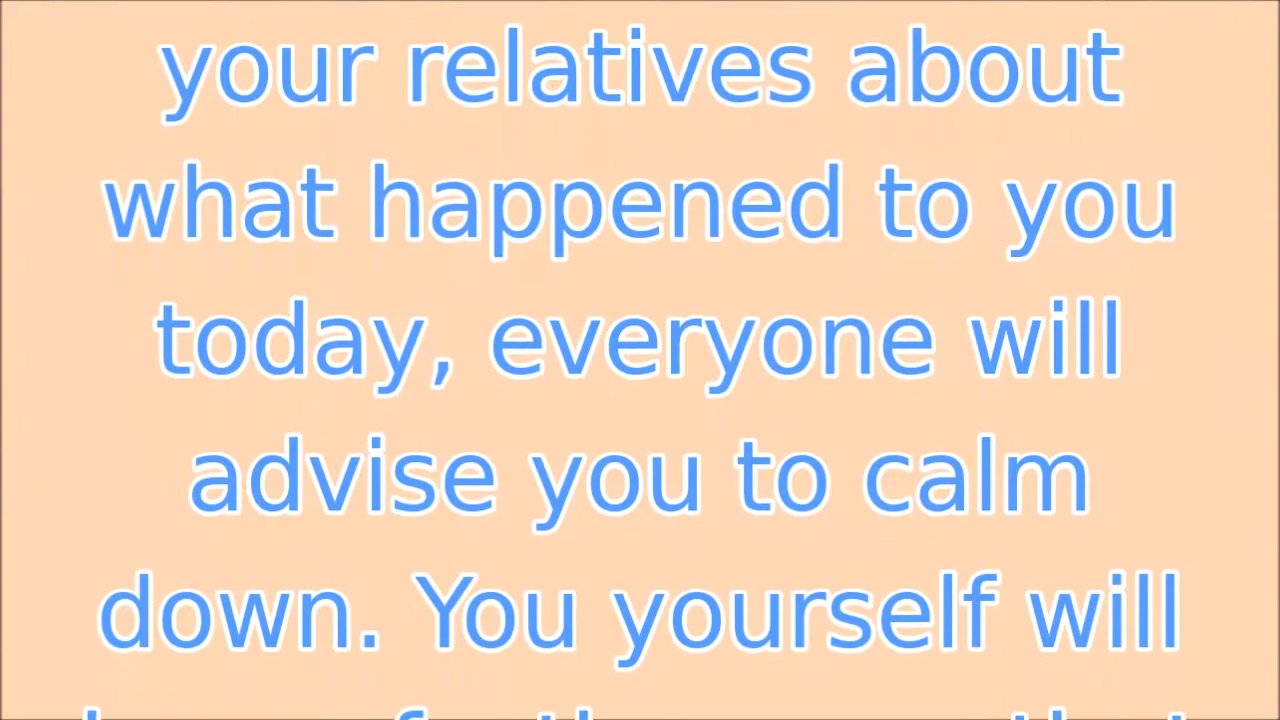 your relatives about
what happened to you
today, everyone will
advise you to calm
down. You yourself will